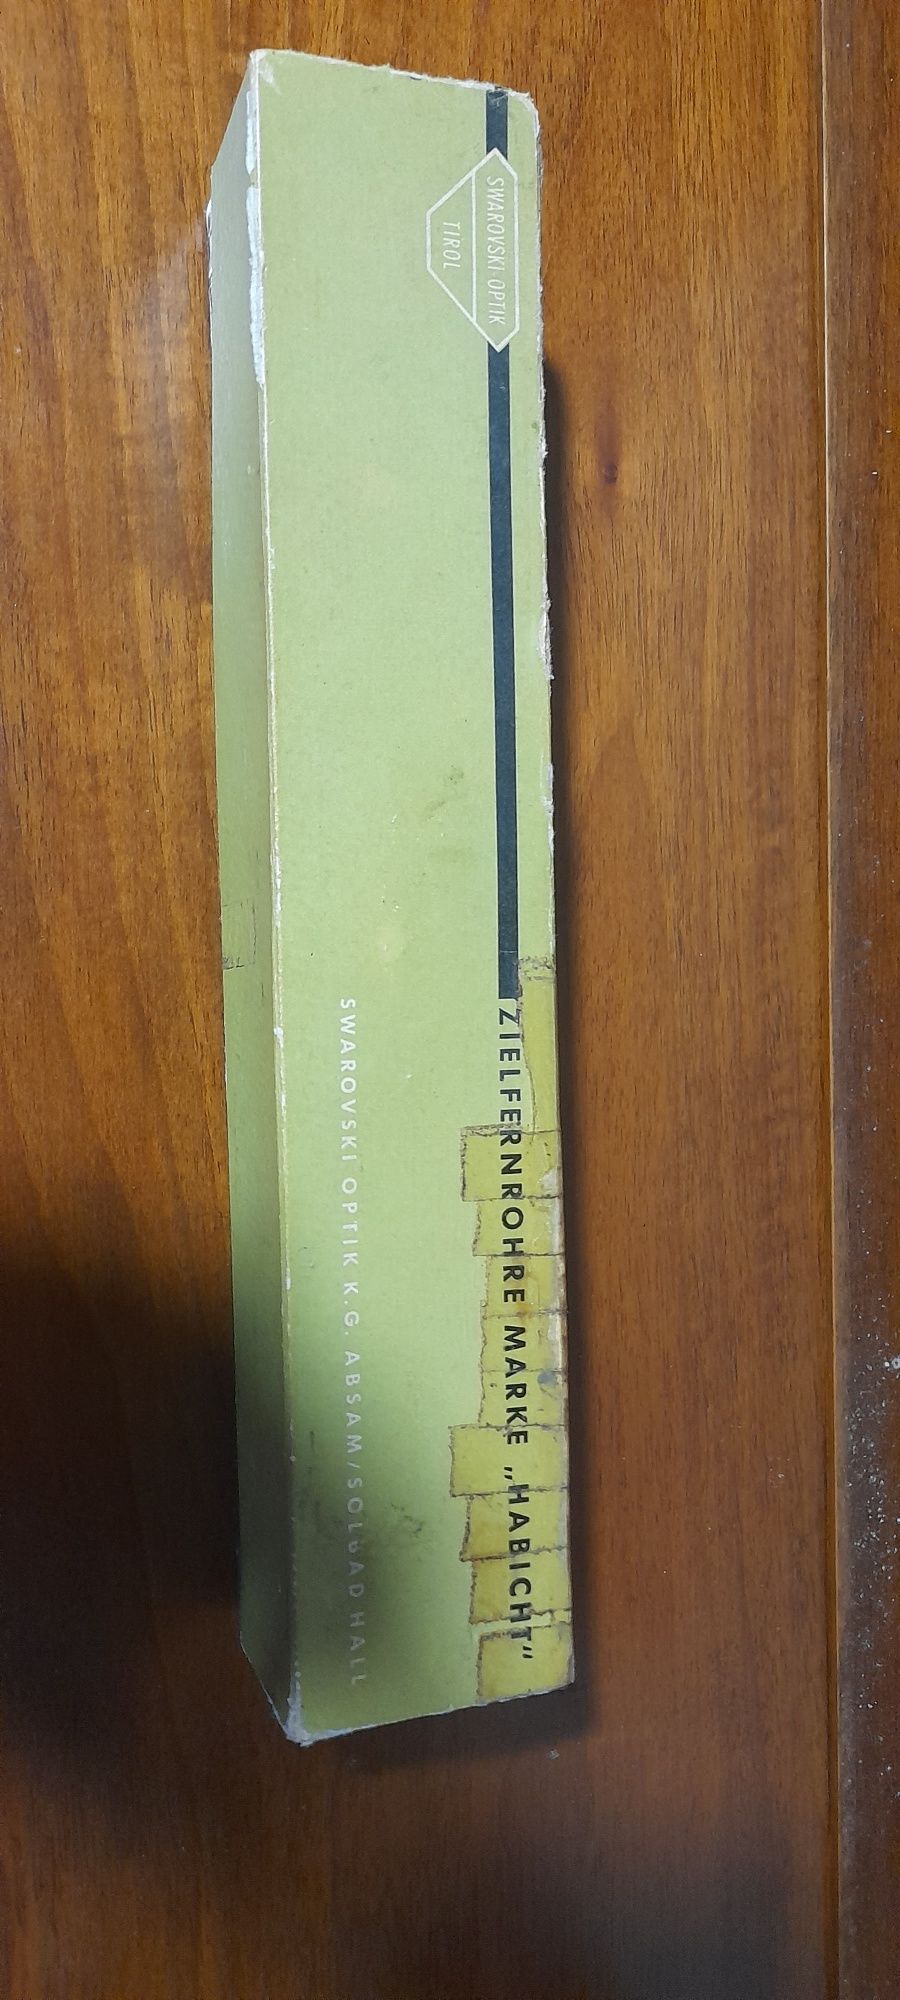 SWAROVSKI OPTIK
TIROL
ZIELFERNROHRE MARKE „HABICHT“
SWAROVSKI OPTIK K.G. ABSAM/SOLBAD HALL